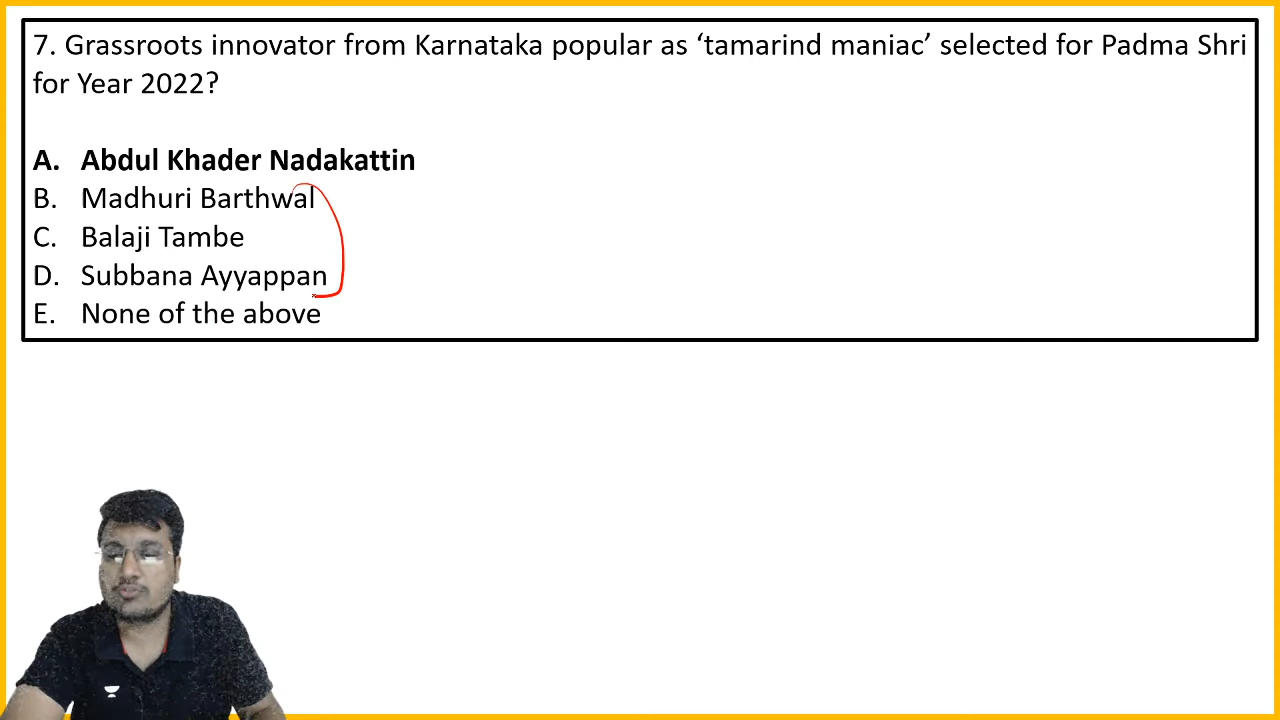 7. Grassroots innovator from Karnataka popular as ‘tamarind maniac’ selected for Padma Shri
for Year 2022?
A. Abdul Khader Nadakattin
B. Madhuri Barthwal
C. Balaji Tambe
D. Subbana Ayyappan
E. None of the above